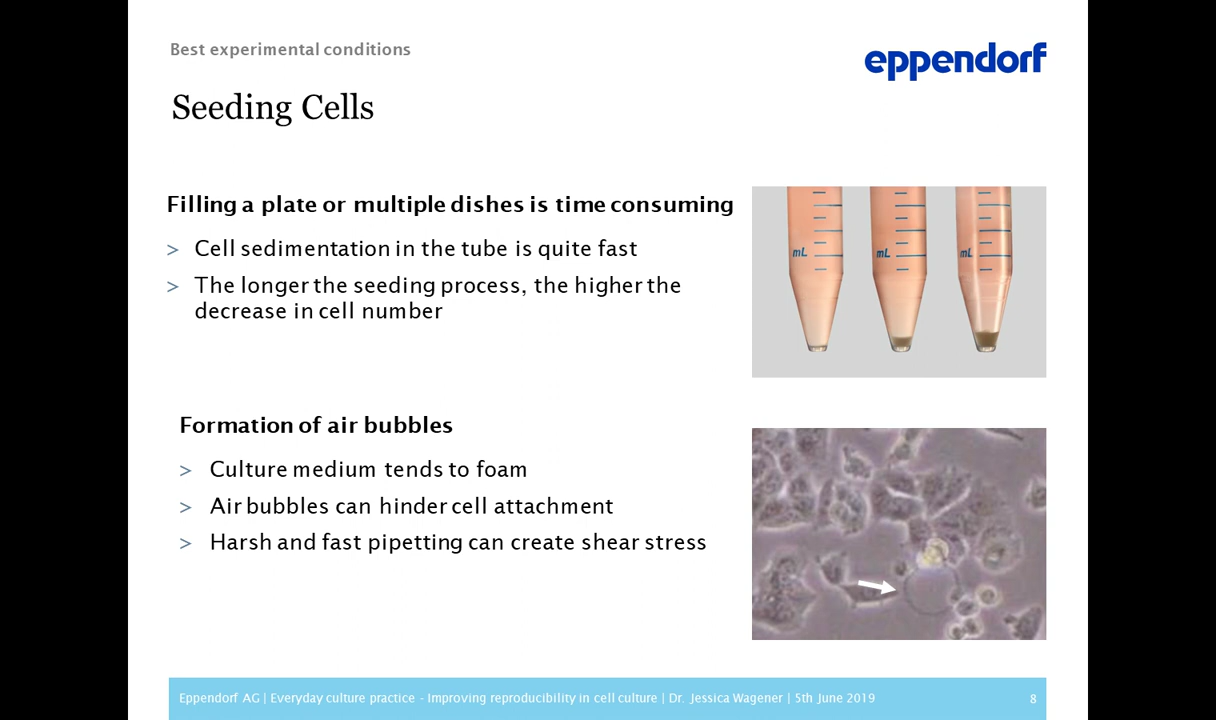 Best experimental conditions
eppendorf
Seeding Cells
Filling a plate or multiple dishes is time consuming
> Cell sedimentation in the tube is quite fast
> The longer the seeding process, the higher the
decrease in cell number
mL mL mL
Formation of air bubbles
> Culture medium tends to foam
> Air bubbles can hinder cell attachment
> Harsh and fast pipetting can create shear stress
Eppendorf AG | Everyday culture practice - Improving reproducibility in cell culture | Dr. Jessica Wagener | 5th June 2019 8